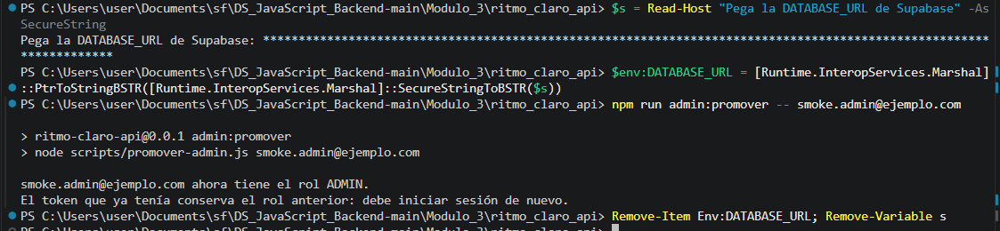 PS C:\Users\user\Documents\sf\DS_JavaScript_Backend-main\Modulo_3\ritmo_claro_api> $s = Read-Host "Pega la DATABASE_URL de Supabase" -As
SecureString
Pega la DATABASE_URL de Supabase: ******************************************************************************************************
*************
PS C:\Users\user\Documents\sf\DS_JavaScript_Backend-main\Modulo_3\ritmo_claro_api> $env:DATABASE_URL = [Runtime.InteropServices.Marshal]
::PtrToStringBSTR([Runtime.InteropServices.Marshal]::SecureStringToBSTR($s))
PS C:\Users\user\Documents\sf\DS_JavaScript_Backend-main\Modulo_3\ritmo_claro_api> npm run admin:promover -- smoke.admin@ejemplo.com
> ritmo-claro-api@0.0.1 admin:promover
> node scripts/promover-admin.js smoke.admin@ejemplo.com
smoke.admin@ejemplo.com ahora tiene el rol ADMIN.
El token que ya tenía conserva el rol anterior: debe iniciar sesión de nuevo.
PS C:\Users\user\Documents\sf\DS_JavaScript_Backend-main\Modulo_3\ritmo_claro_api> Remove-Item Env:DATABASE_URL; Remove-Variable s
PS C:\Users\user\Documents\sf\DS_JavaScript_Backend-main\Modulo_3\ritmo_claro_api>